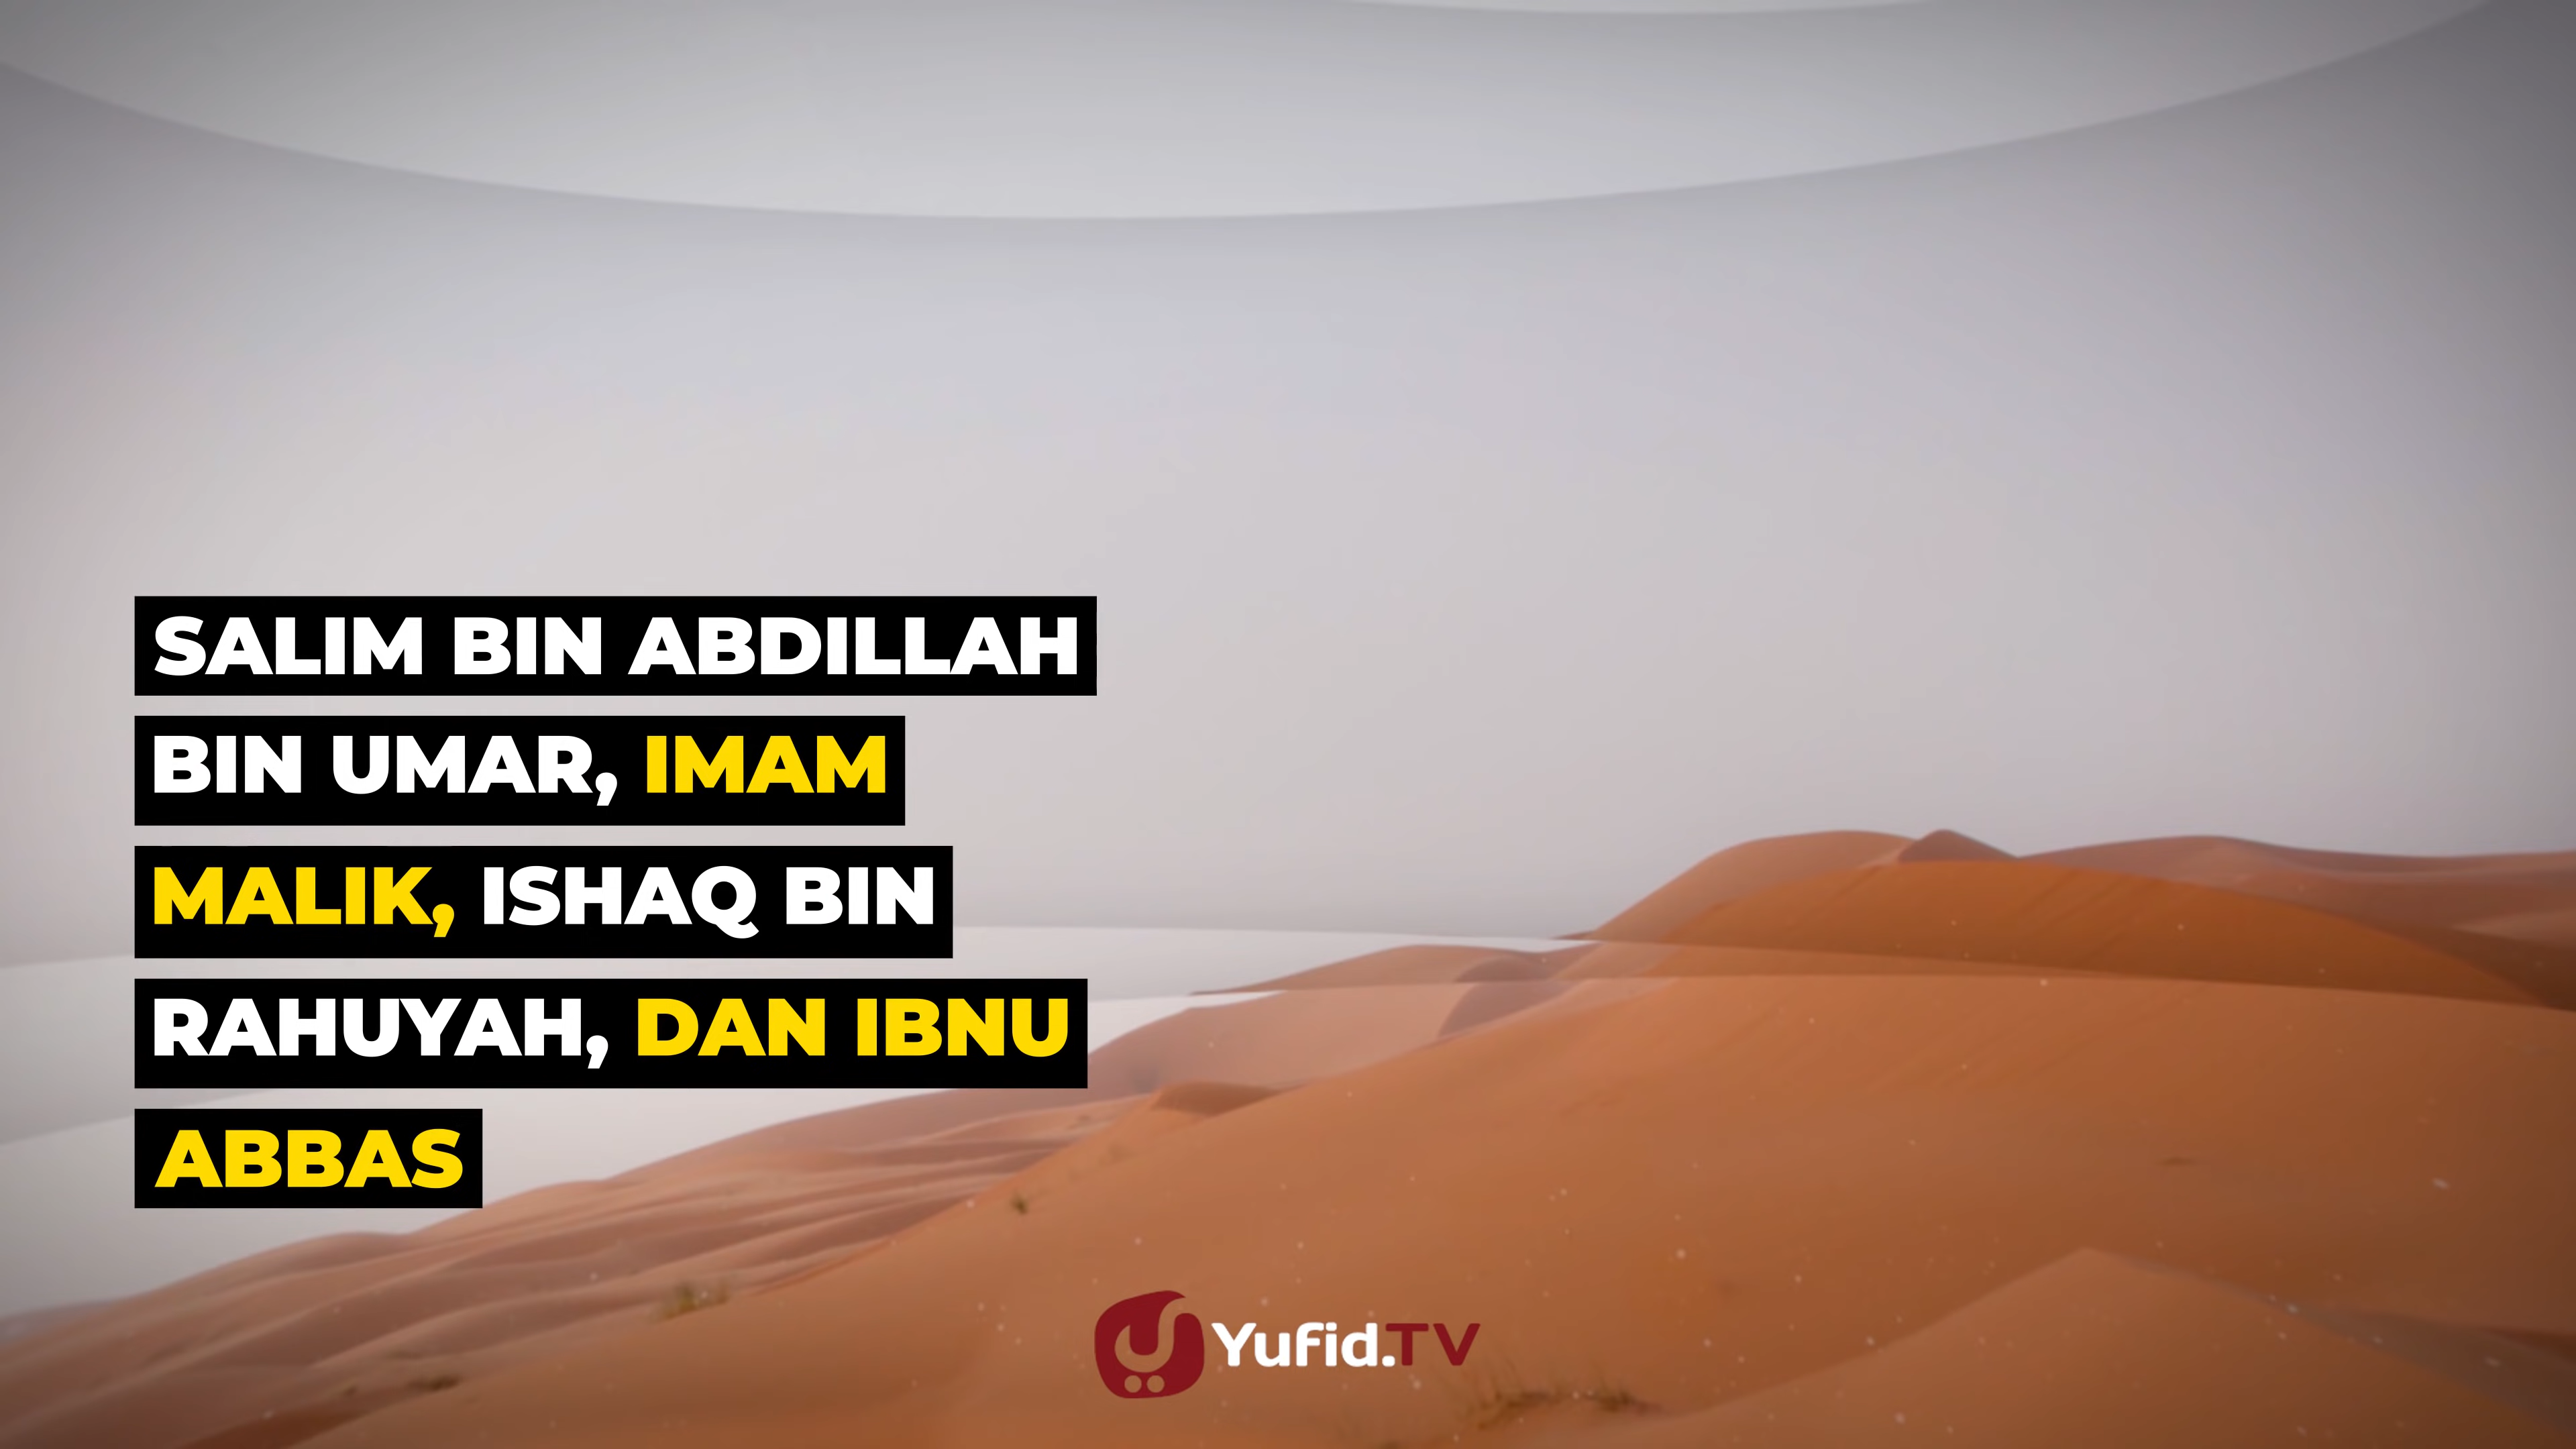 SALIM BIN ABDILLAH
BIN UMAR, IMAM
MALIK, ISHAQ BIN
RAHUYAH, DAN IBNU
ABBAS
Yufid.TV